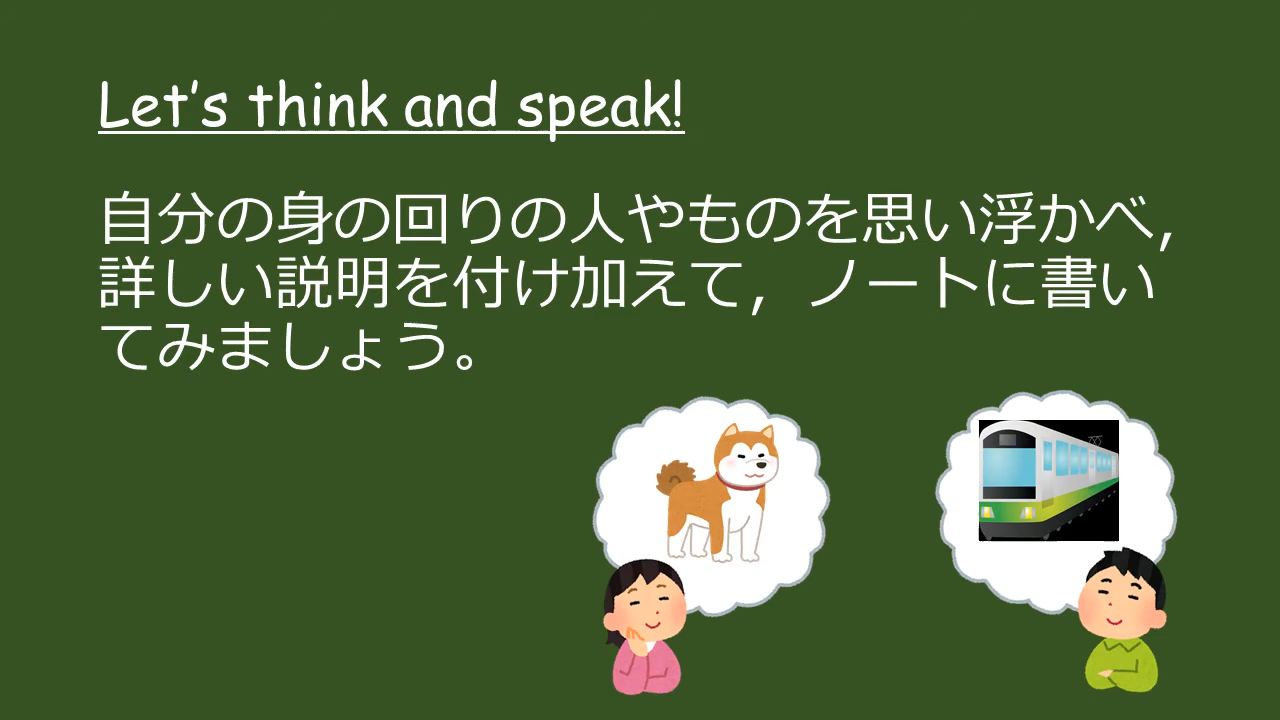 Let's think and speak!
自分の身の回りの人やものを思い浮かべ，
詳しい説明を付け加えて，ノートに書い
てみましょう。